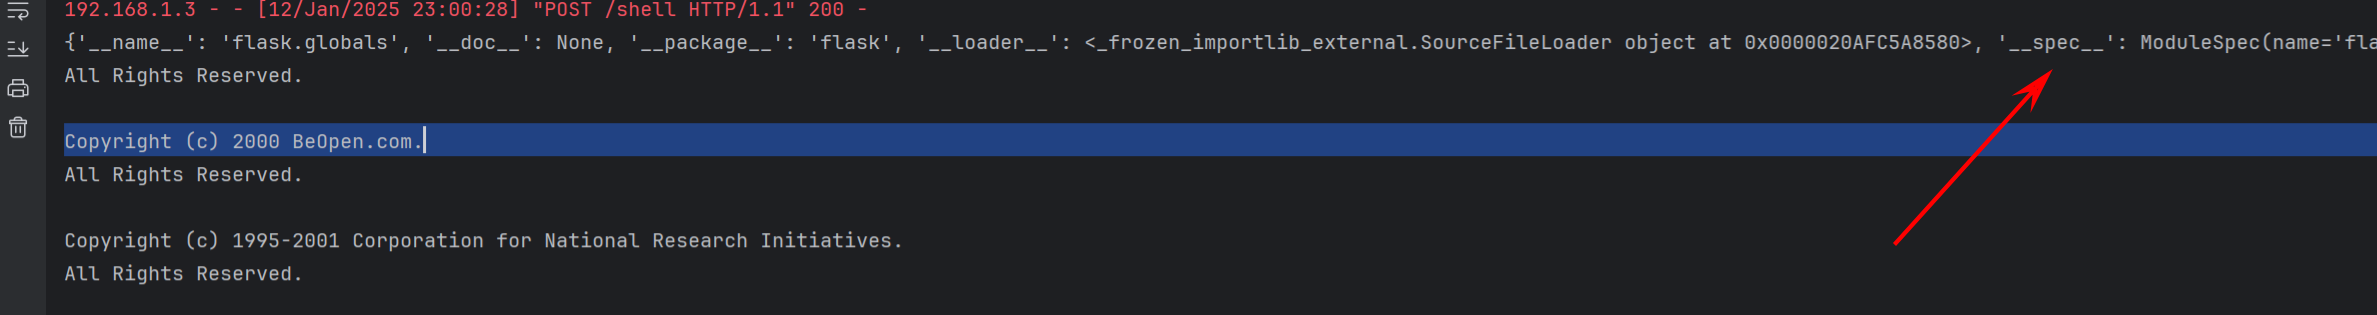 192.168.1.3 - - [12/Jan/2025 23:00:28] "POST /shell HTTP/1.1" 200 -
{'__name__': 'flask.globals', '__doc__': None, '__package__': 'flask', '__loader__': <_frozen_importlib_external.SourceFileLoader object at 0x0000020AFC5A8580>, '__spec__': ModuleSpec(name='fla
All Rights Reserved.
Copyright (c) 2000 BeOpen.com.
All Rights Reserved.
Copyright (c) 1995-2001 Corporation for National Research Initiatives.
All Rights Reserved.